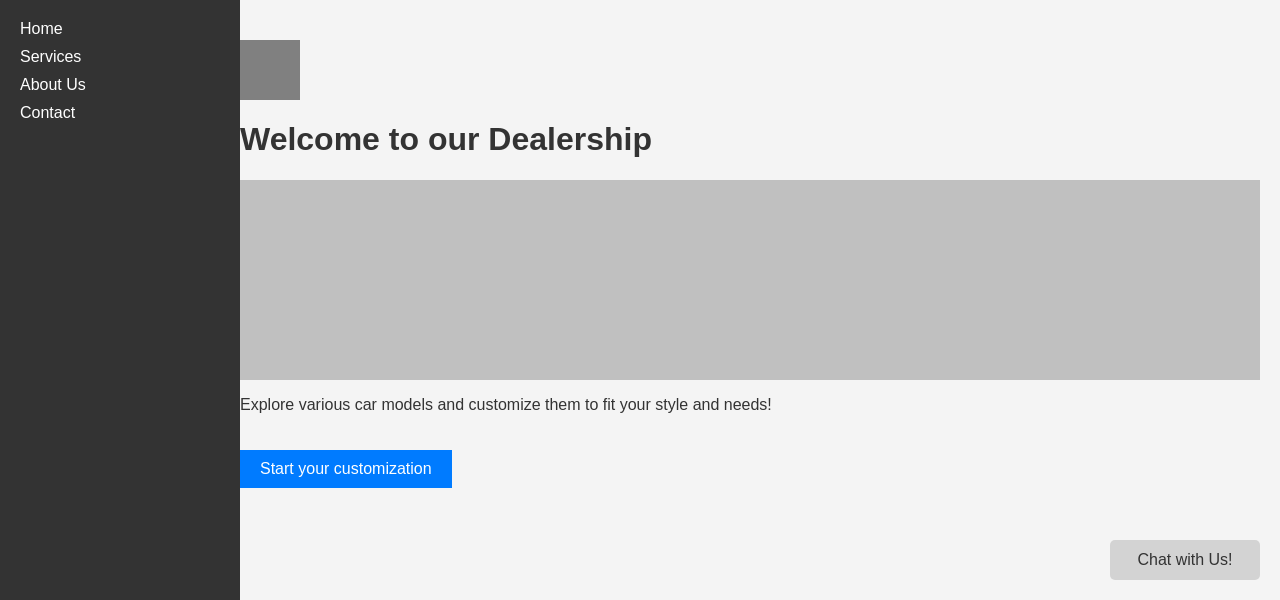 Home
Services
About Us
Contact
Welcome to our Dealership
Explore various car models and customize them to fit your style and needs!
Start your customization
Chat with Us!